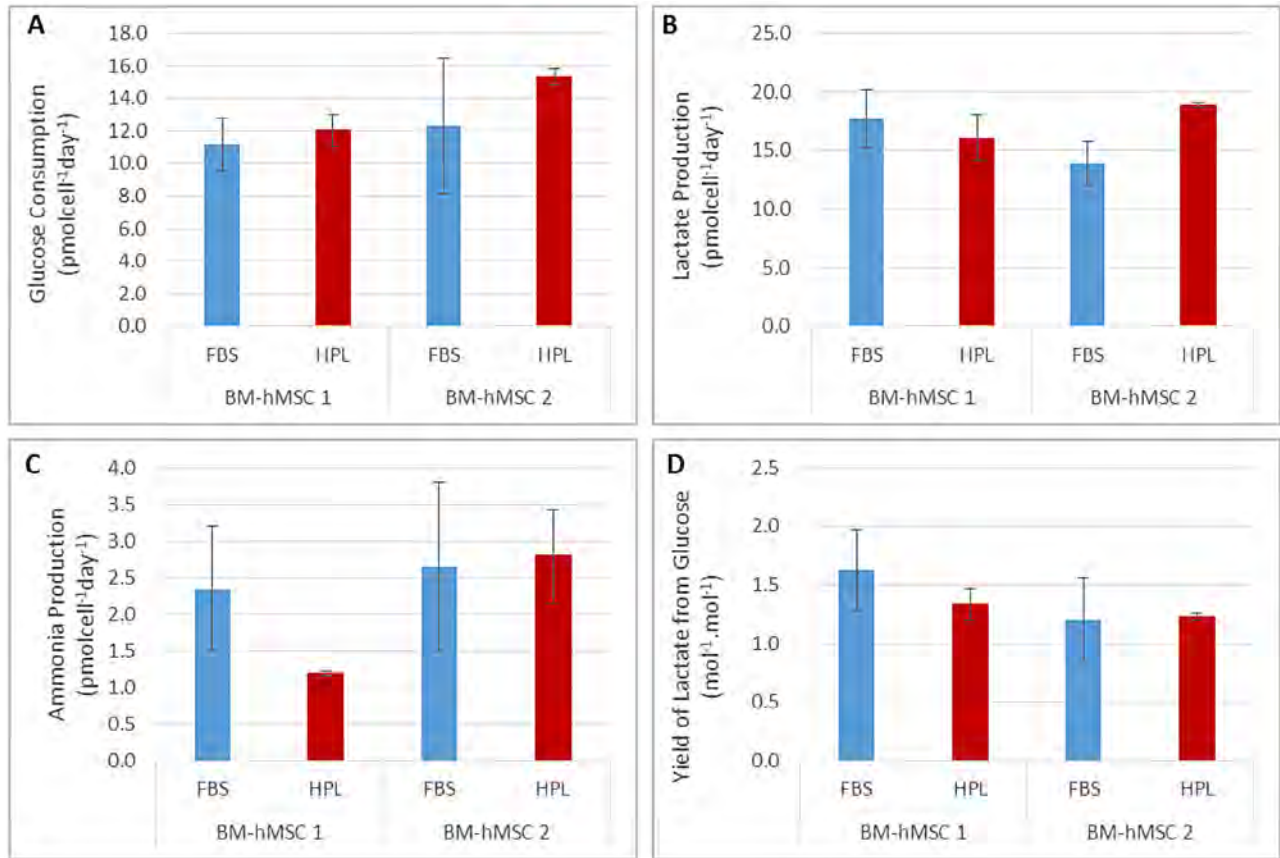 A
Glucose Consumption
(pmolcell⁻¹day⁻¹)
18.0
16.0
14.0
12.0
10.0
8.0
6.0
4.0
2.0
0.0
FBS HPL FBS HPL
BM-hMSC 1 BM-hMSC 2
B
Lactate Production
(pmolcell⁻¹day⁻¹)
25.0
20.0
15.0
10.0
5.0
0.0
FBS HPL FBS HPL
BM-hMSC 1 BM-hMSC 2
C
Ammonia Production
(pmolcell⁻¹day⁻¹)
4.0
3.5
3.0
2.5
2.0
1.5
1.0
0.5
0.0
FBS HPL FBS HPL
BM-hMSC 1 BM-hMSC 2
D
Yield of Lactate from Glucose
(mol⁻¹.mol⁻¹)
2.5
2.0
1.5
1.0
0.5
0.0
FBS HPL FBS HPL
BM-hMSC 1 BM-hMSC 2